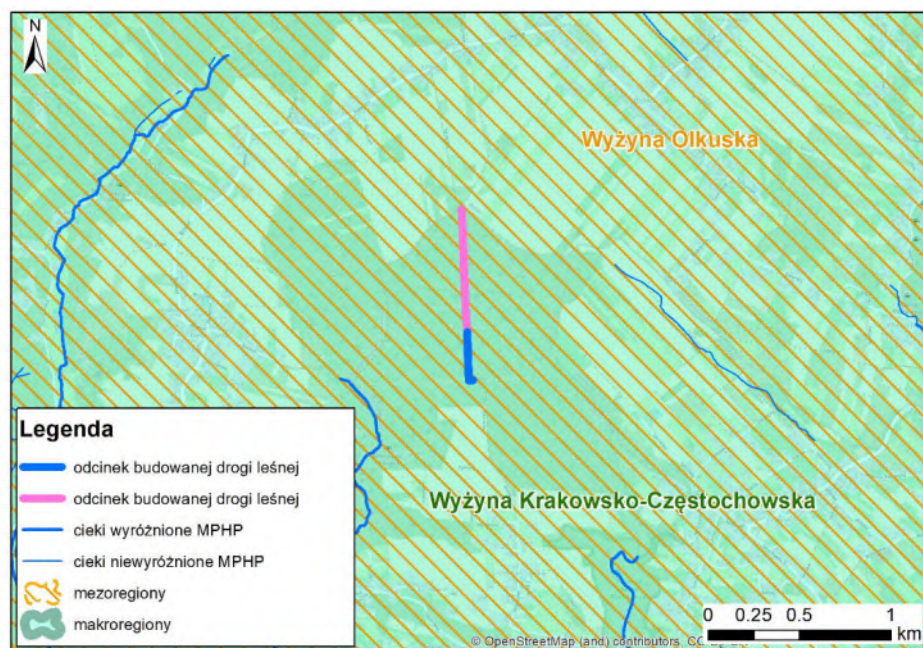 N
Wyżyna Olkuska
Wyżyna Krakowsko-Częstochowska
Legenda
odcinek budowanej drogi leśnej
odcinek budowanej drogi leśnej
cieki wyróżnione MPHP
cieki niewyróżnione MPHP
mezoregiony
makroregiony
0 0.25 0.5 1
km
© OpenStreetMap (and) contributors, CC